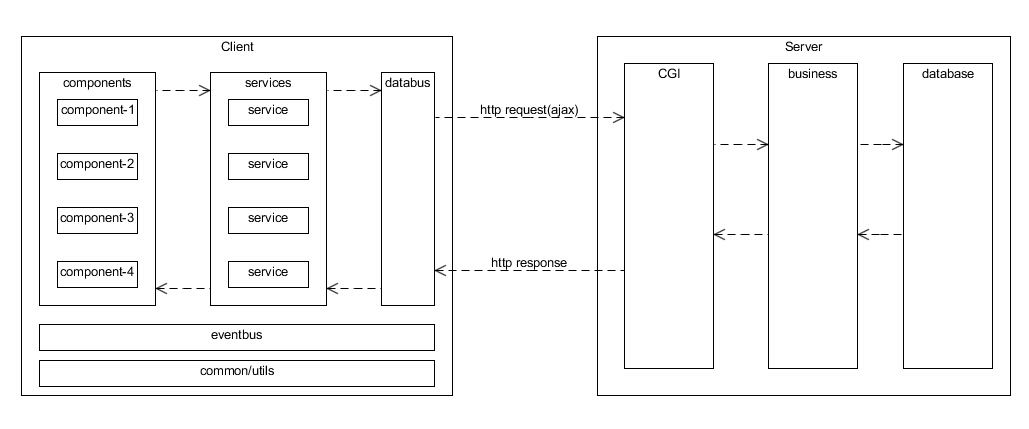 Client
components
component-1
component-2
component-3
component-4
services
service
service
service
service
databus
eventbus
common/utils
http request(ajax)
http response
Server
CGI
business
database